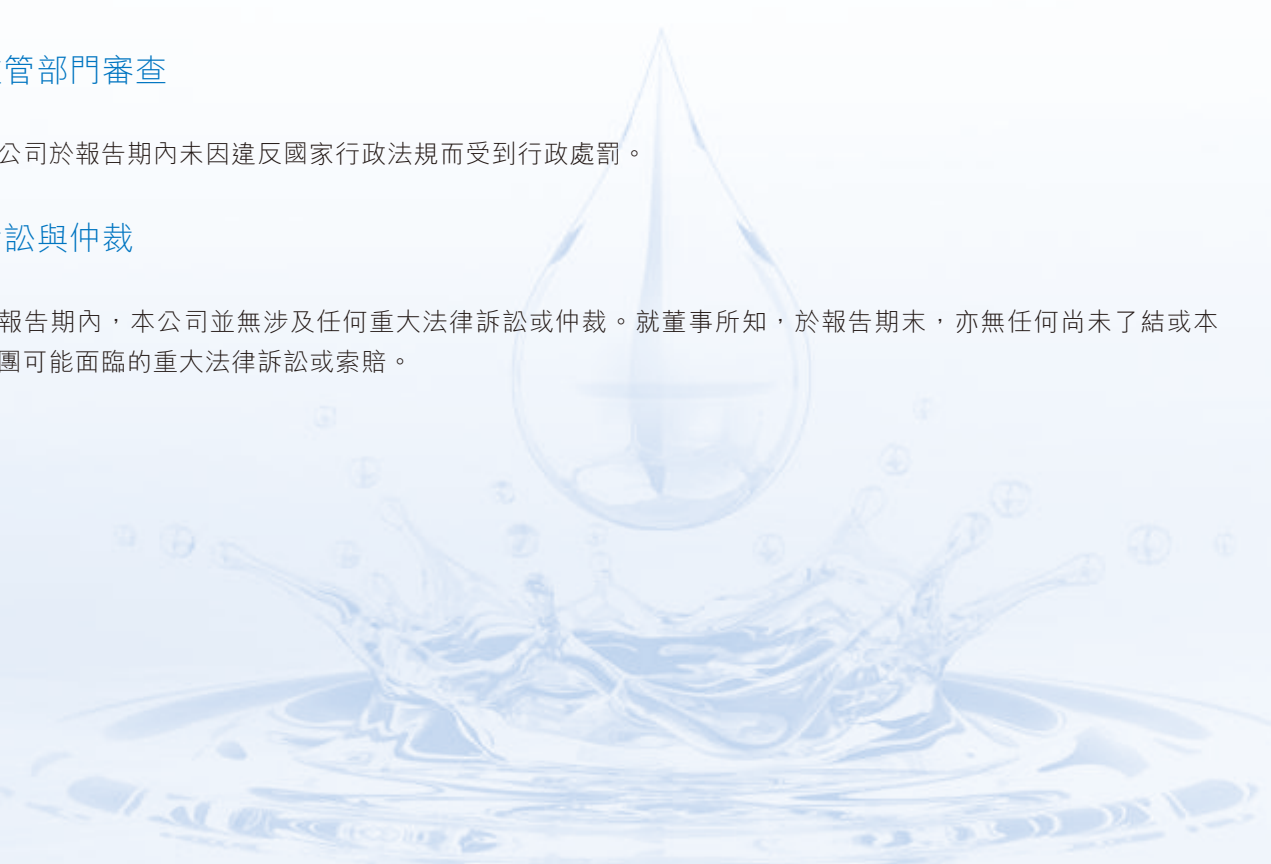 管部門審查
公司於報告期內未因違反國家行政法規而受到行政處罰。
訟與仲裁
報告期內，本公司並無涉及任何重大法律訴訟或仲裁。就董事所知，於報告期末，亦無任何尚未了結或本
團可能面臨的重大法律訴訟或索賠。